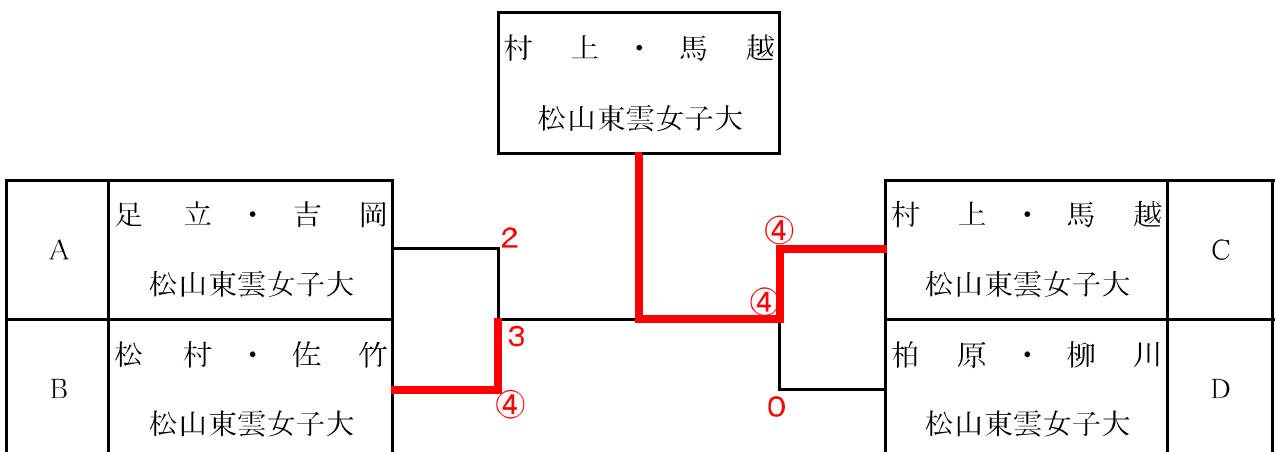 村上・馬越
松山東雲女子大
A
足立・吉岡
松山東雲女子大
B
松村・佐竹
松山東雲女子大
2
3
④
④
④
0
村上・馬越
松山東雲女子大
C
柏原・柳川
松山東雲女子大
D